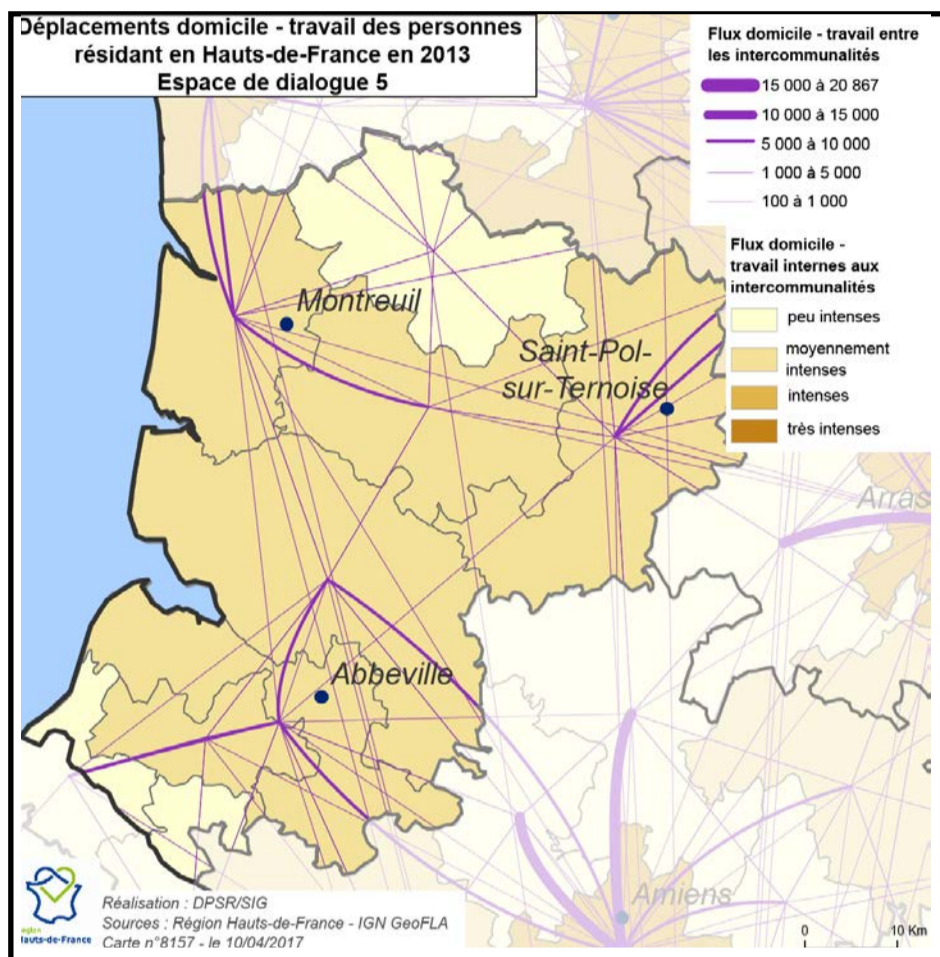 Déplacements domicile - travail des personnes
résidant en Hauts-de-France en 2013
Espace de dialogue 5
Flux domicile - travail entre
les intercommunalités
15 000 à 20 867
10 000 à 15 000
5 000 à 10 000
1 000 à 5 000
100 à 1 000
Flux domicile -
travail internes aux
intercommunalités
peu intenses
moyennement
intenses
intenses
très intenses
Montreuil
Saint-Pol-
sur-Ternoise
Arras
Abbeville
Amiens
Réalisation : DPSR/SIG
Sources : Région Hauts-de-France - IGN GeoFLA
Carte n°8157 - le 10/04/2017
Région
Hauts-de-France
0 10 Km